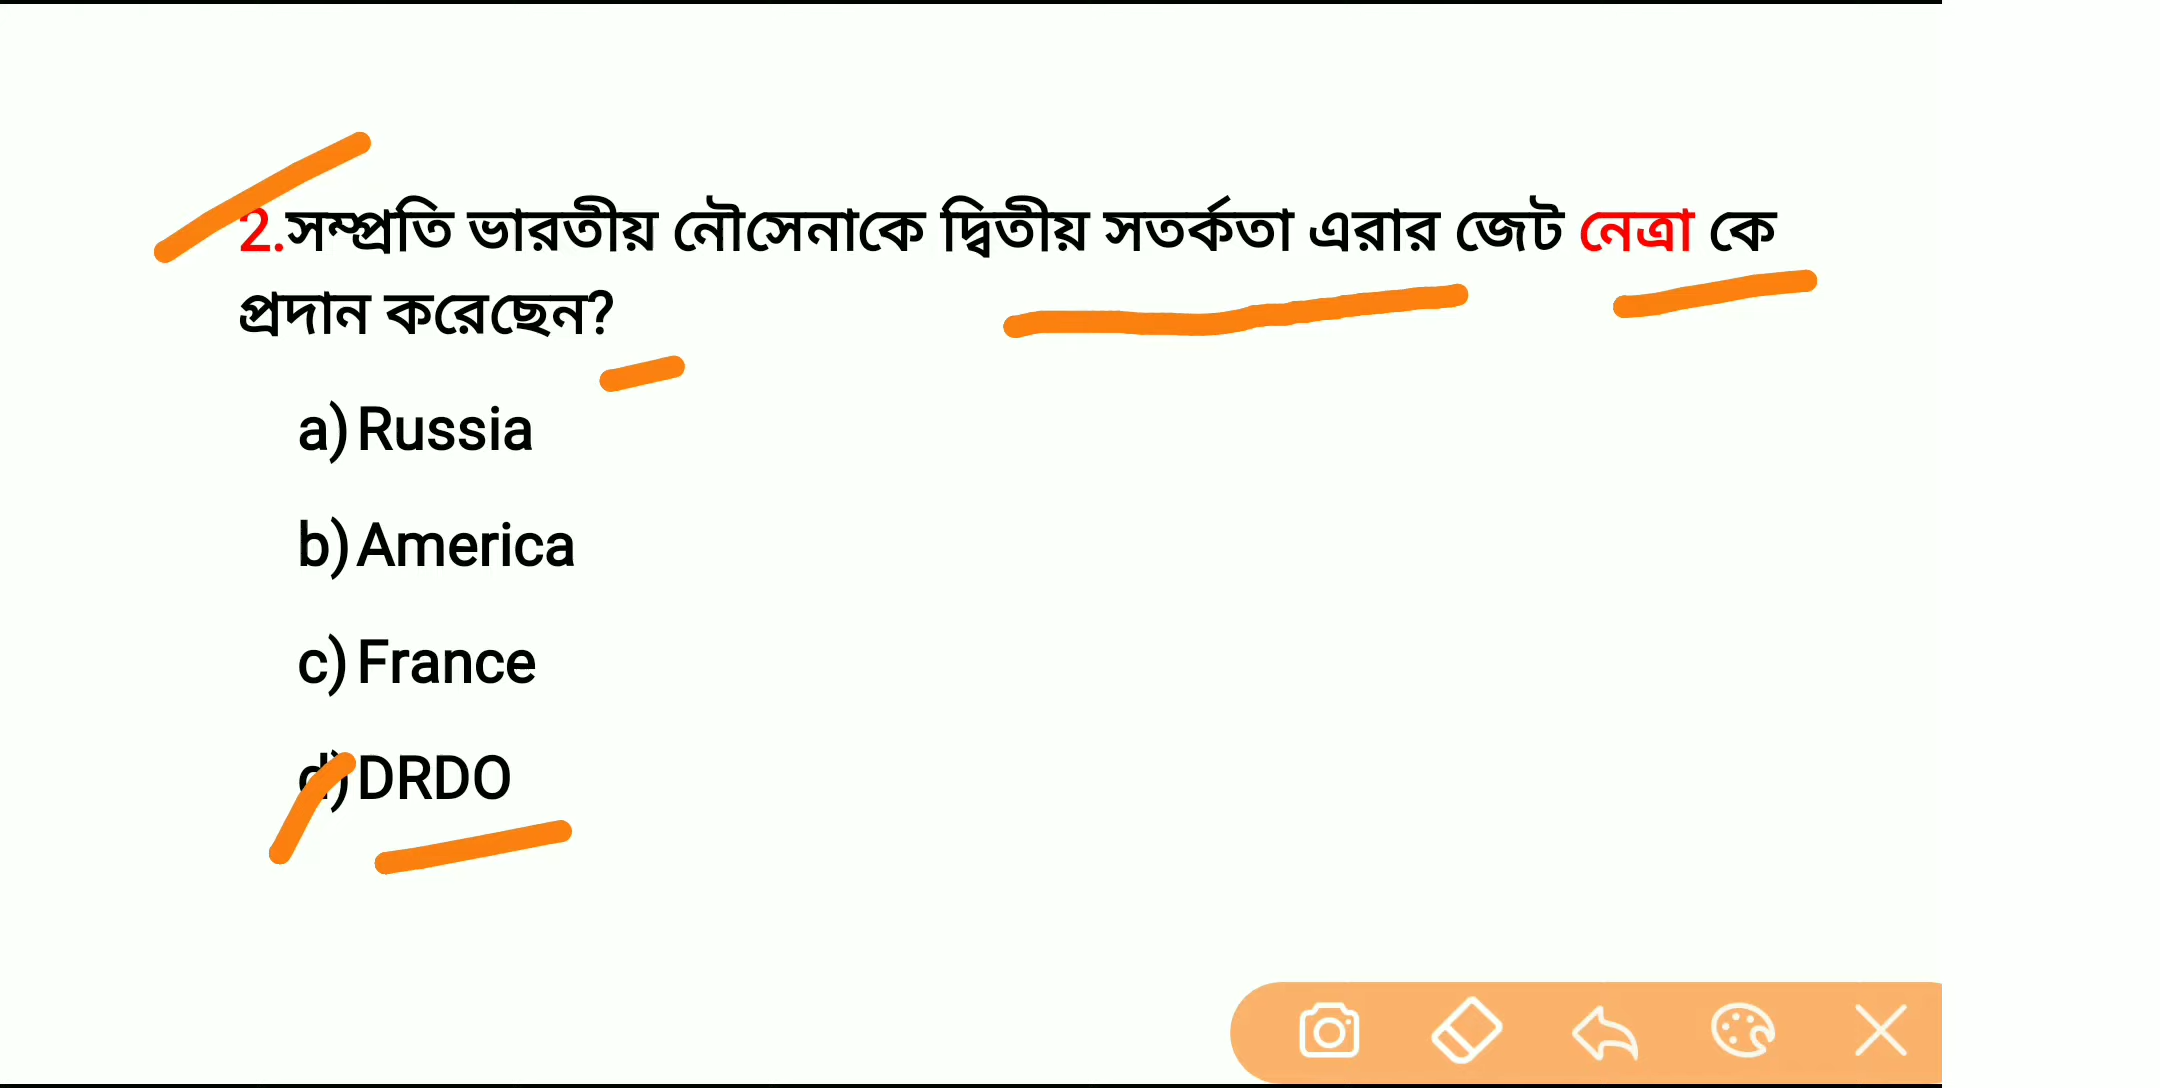 2.সম্প্রতি ভারতীয় নৌসেনাকে দ্বিতীয় সতর্কতা এরার জেট নেত্রা কে
প্রদান করেছেন?
a) Russia
b) America
c) France
d) DRDO